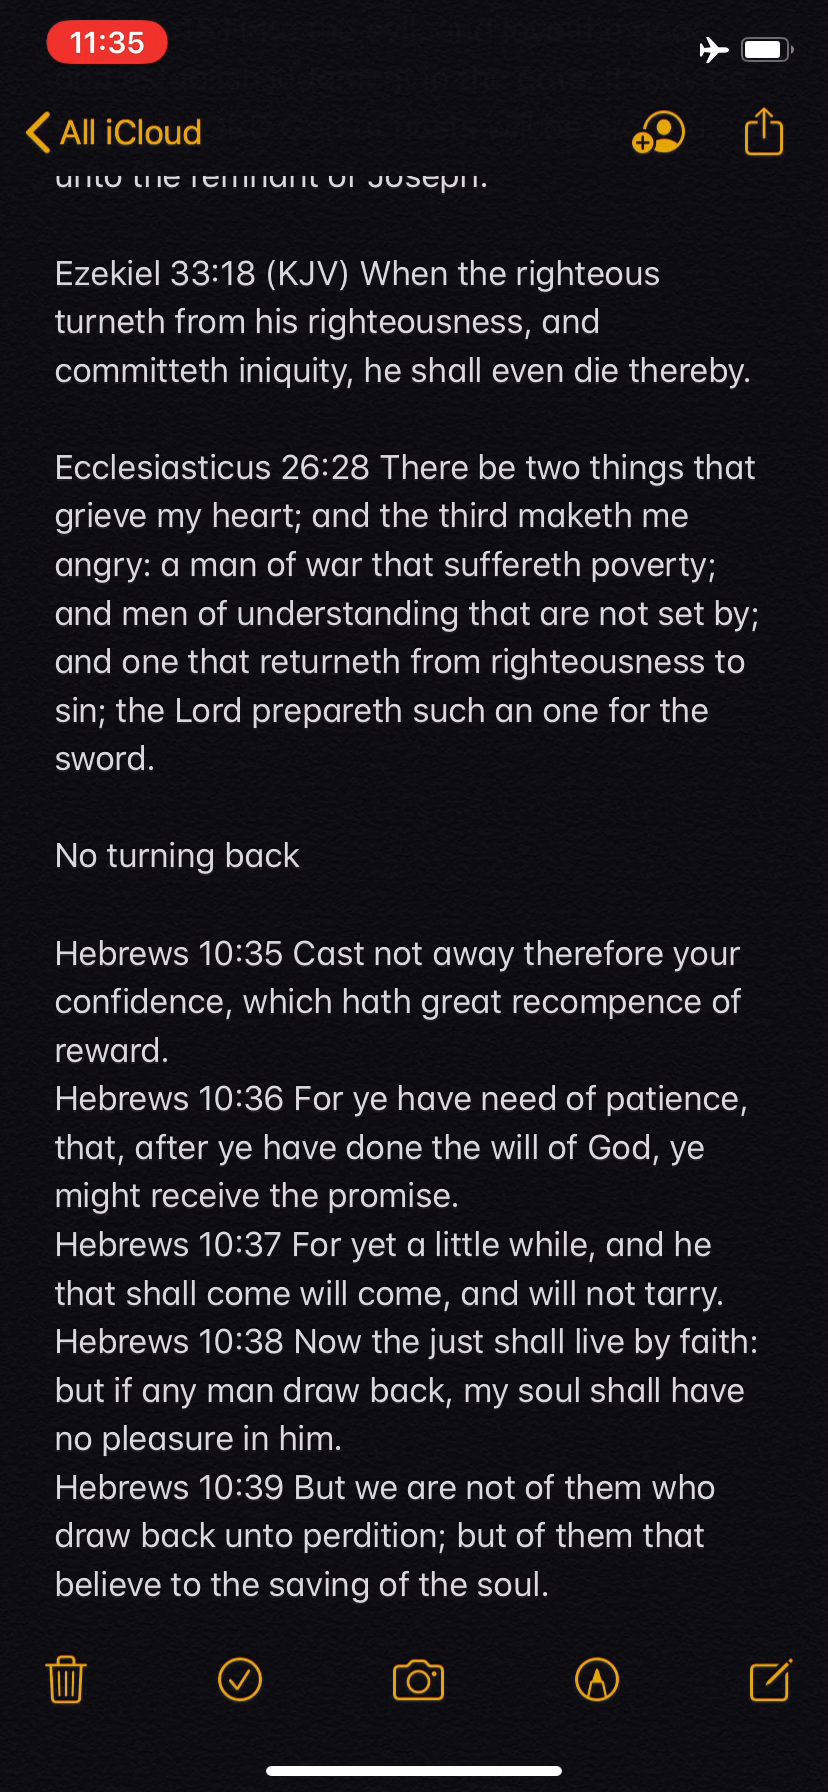 11:35
All iCloud
unto the remnant of Joseph.
Ezekiel 33:18 (KJV) When the righteous
turneth from his righteousness, and
committeth iniquity, he shall even die thereby.
Ecclesiasticus 26:28 There be two things that
grieve my heart; and the third maketh me
angry: a man of war that suffereth poverty;
and men of understanding that are not set by;
and one that returneth from righteousness to
sin; the Lord prepareth such an one for the
sword.
No turning back
Hebrews 10:35 Cast not away therefore your
confidence, which hath great recompence of
reward.
Hebrews 10:36 For ye have need of patience,
that, after ye have done the will of God, ye
might receive the promise.
Hebrews 10:37 For yet a little while, and he
that shall come will come, and will not tarry.
Hebrews 10:38 Now the just shall live by faith:
but if any man draw back, my soul shall have
no pleasure in him.
Hebrews 10:39 But we are not of them who
draw back unto perdition; but of them that
believe to the saving of the soul.